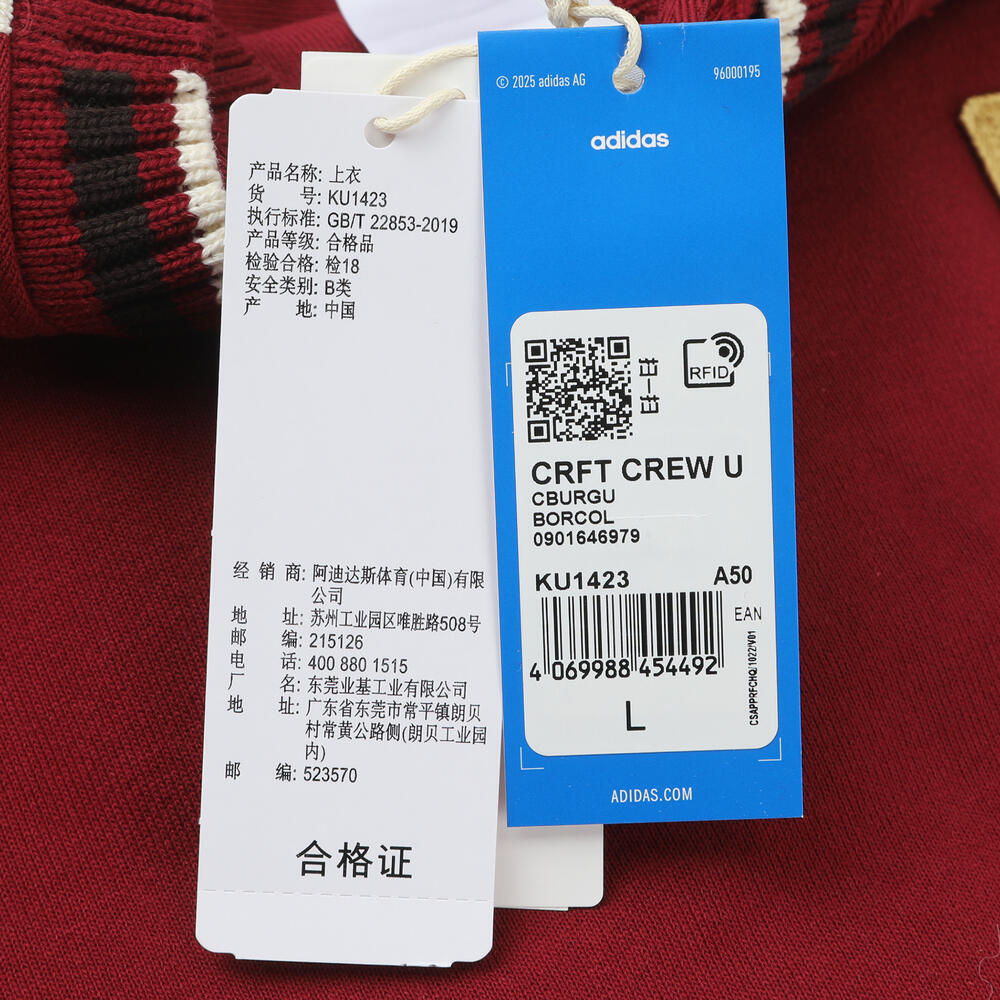 产品名称: 上衣
货 号: KU1423
执行标准: GB/T 22853-2019
产品等级: 合格品
检验合格: 检18
安全类别: B类
产 地: 中国
经 销 商: 阿迪达斯体育(中国)有限
公司
地 址: 苏州工业园区唯胜路508号
邮 编: 215126
电 话: 400 880 1515
厂 名: 东莞业基工业有限公司
地 址: 广东省东莞市常平镇朗贝
村常黄公路侧(朗贝工业园
内)
邮 编: 523570
合格证
© 2025 adidas AG
96000195
adidas
RFID
CRFT CREW U
CBURGU
BORCOL
0901646979
KU1423 A50
EAN
4 069988 454492
CSAPPRFCHQ/1022/V01
L
ADIDAS.COM